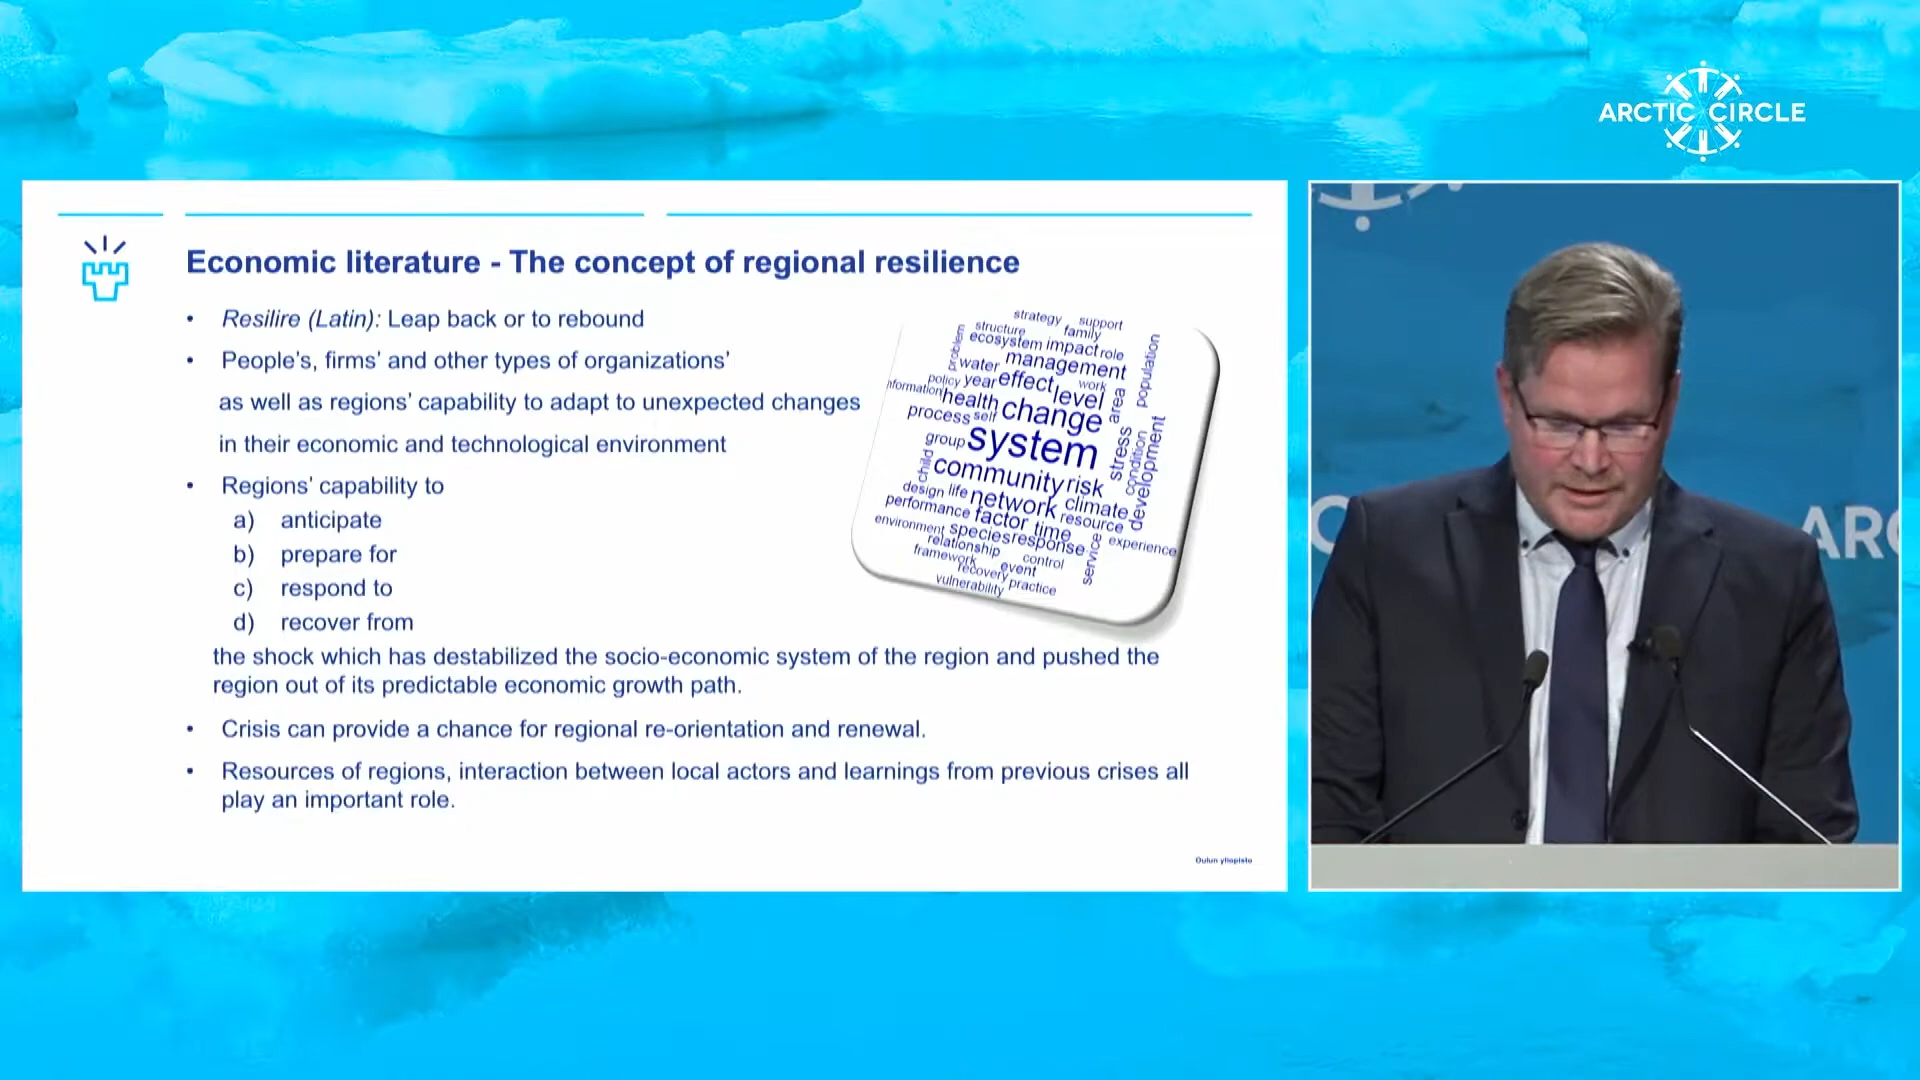 ARCTIC CIRCLE
Economic literature - The concept of regional resilience
• Resilire (Latin): Leap back or to rebound
• People's, firms' and other types of organizations'
as well as regions' capability to adapt to unexpected changes
in their economic and technological environment
• Regions' capability to
a) anticipate
b) prepare for
c) respond to
d) recover from
the shock which has destabilized the socio-economic system of the region and pushed the
region out of its predictable economic growth path.
• Crisis can provide a chance for regional re-orientation and renewal.
• Resources of regions, interaction between local actors and learnings from previous crises all
play an important role.
strategy support
structure family
problem ecosystem impact role
water management population
policy year effect work
nformation health level area
process self change
group system stress condition development
child community risk
design life network climate
performance factor time resource
environment species response experience
relationship control service
framework event
recovery practice
vulnerability
Oulun yliopisto
C
ARC